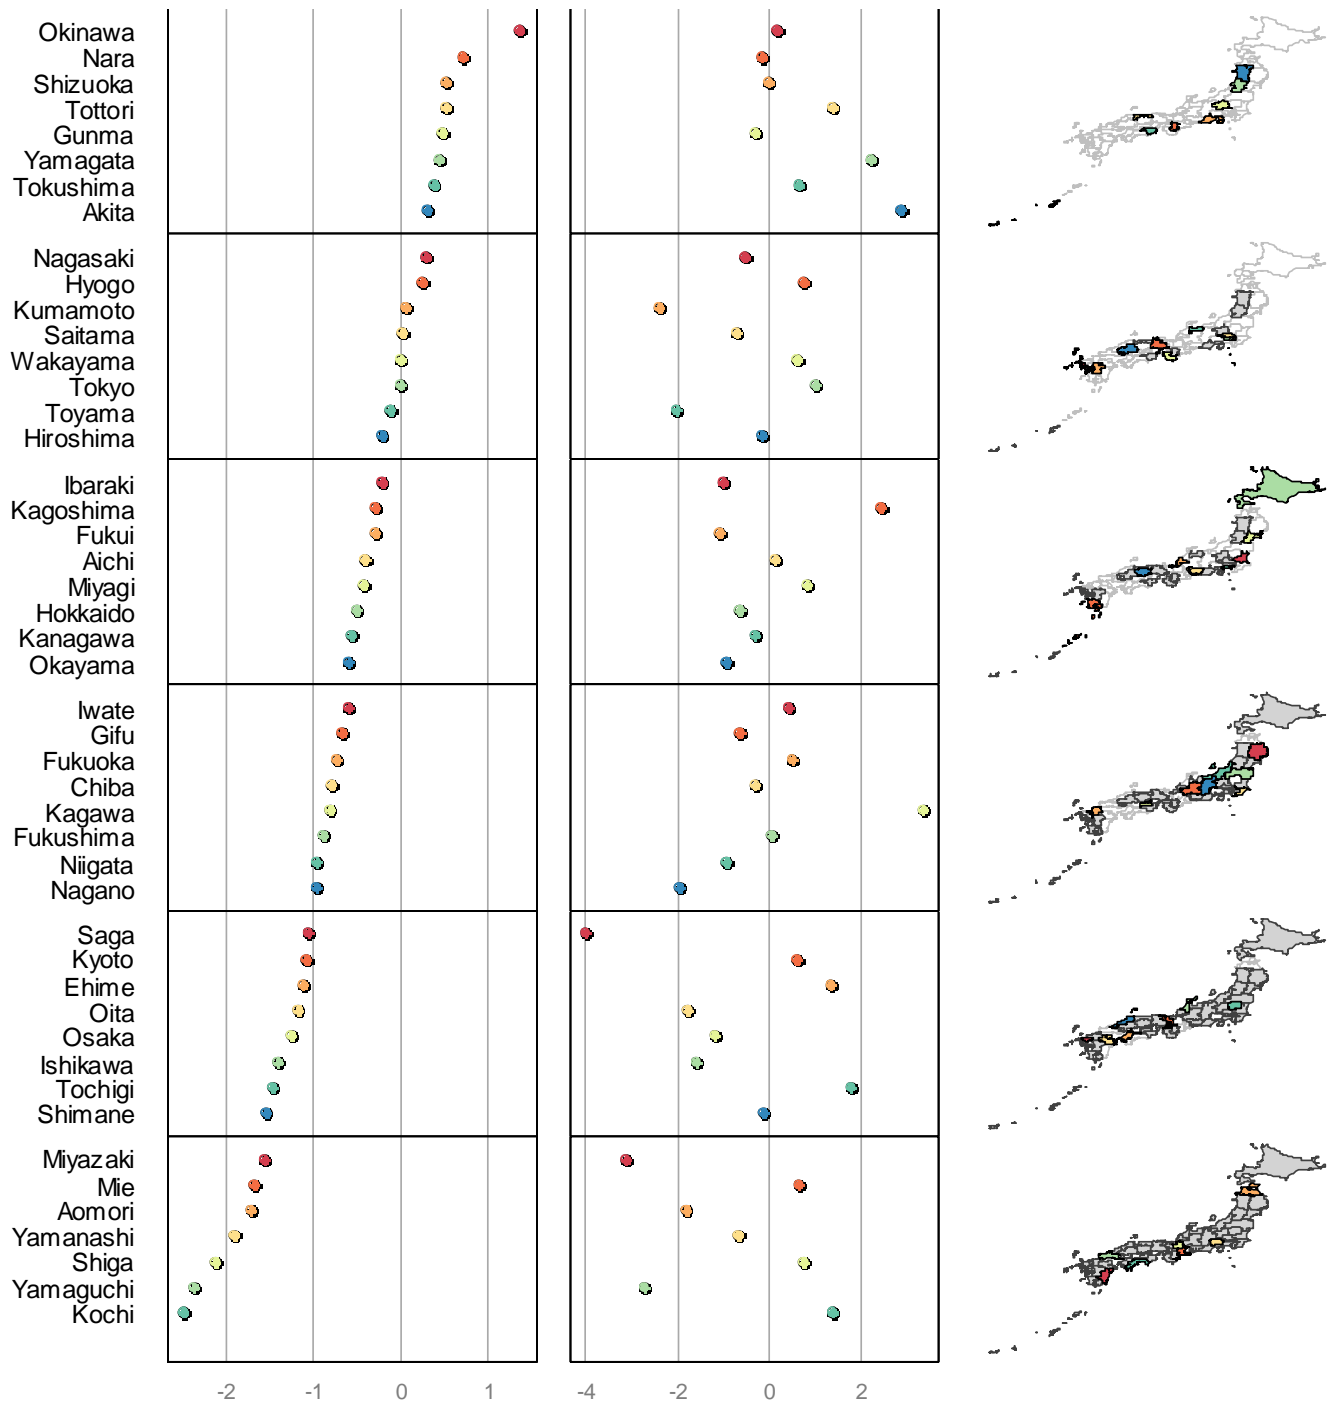 Okinawa
Nara
Shizuoka
Tottori
Gunma
Yamagata
Tokushima
Akita
Nagasaki
Hyogo
Kumamoto
Saitama
Wakayama
Tokyo
Toyama
Hiroshima
Ibaraki
Kagoshima
Fukui
Aichi
Miyagi
Hokkaido
Kanagawa
Okayama
Iwate
Gifu
Fukuoka
Chiba
Kagawa
Fukushima
Niigata
Nagano
Saga
Kyoto
Ehime
Oita
Osaka
Ishikawa
Tochigi
Shimane
Miyazaki
Mie
Aomori
Yamanashi
Shiga
Yamaguchi
Kochi
-2 -1 0 1 -4 -2 0 2